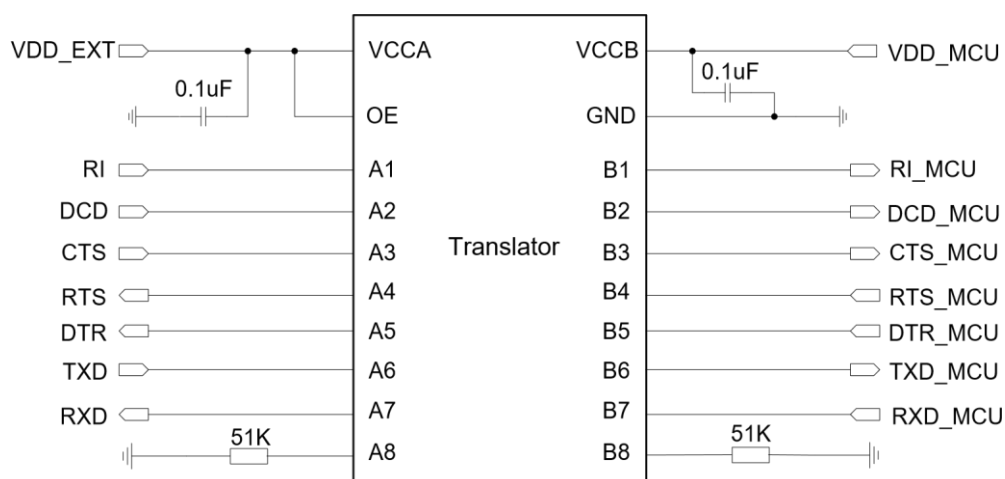 VDD_EXT VCCA VCCB VDD_MCU
0.1uF 0.1uF
OE GND
RI A1 B1 RI_MCU
DCD A2 B2 DCD_MCU
CTS A3 Translator B3 CTS_MCU
RTS A4 B4 RTS_MCU
DTR A5 B5 DTR_MCU
TXD A6 B6 TXD_MCU
RXD A7 B7 RXD_MCU
51K A8 B8 51K